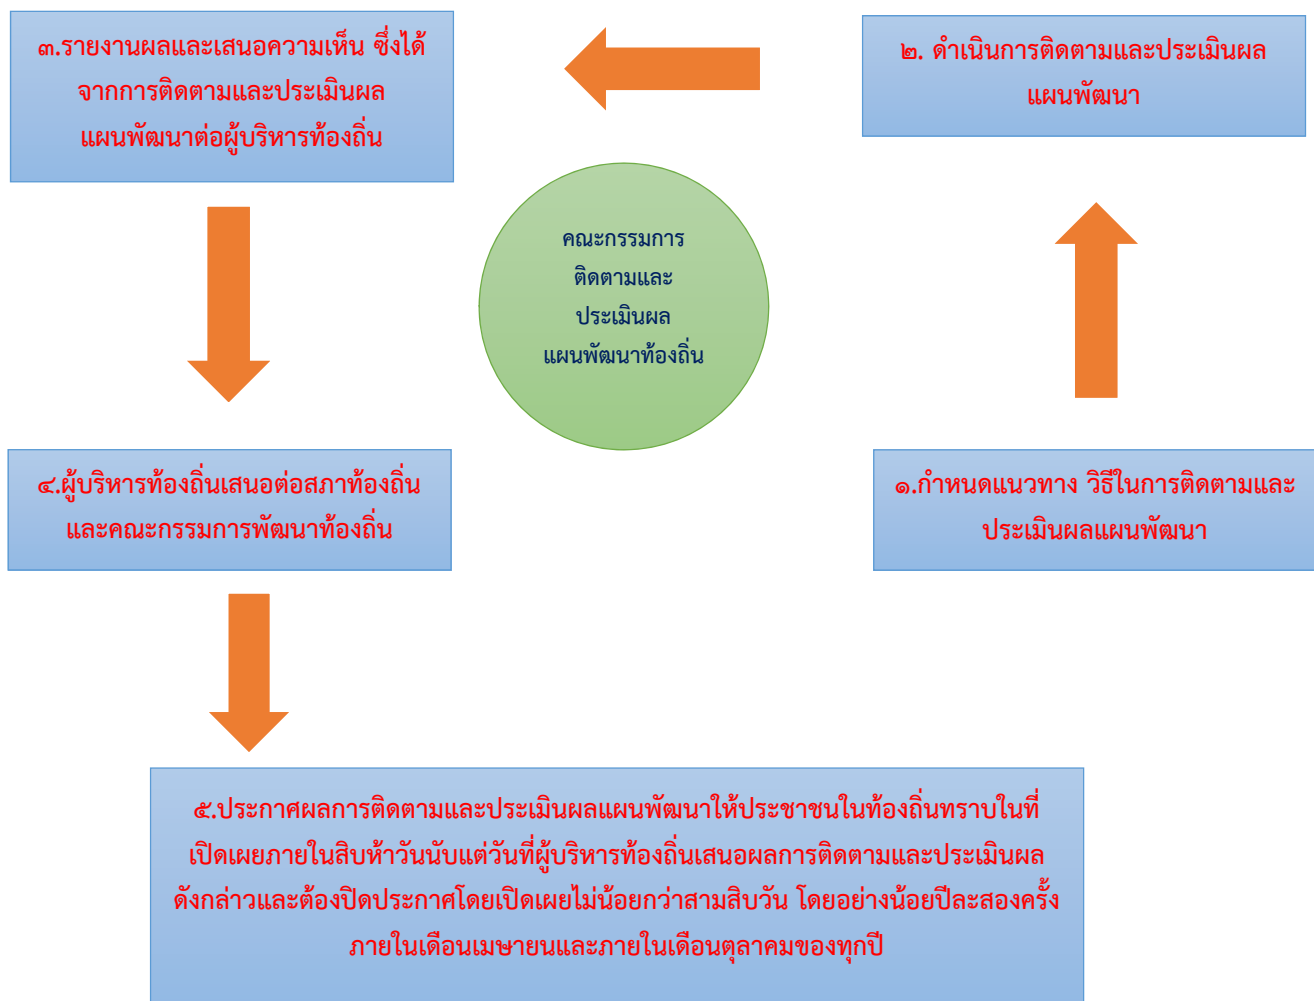 ๓.รายงานผลและเสนอความเห็น ซึ่งได้
จากการติดตามและประเมินผล
แผนพัฒนาต่อผู้บริหารท้องถิ่น
๒. ดำเนินการติดตามและประเมินผล
แผนพัฒนา
คณะกรรมการ
ติดตามและ
ประเมินผล
แผนพัฒนาท้องถิ่น
๔.ผู้บริหารท้องถิ่นเสนอต่อสภาท้องถิ่น
และคณะกรรมการพัฒนาท้องถิ่น
๑.กำหนดแนวทาง วิธีในการติดตามและ
ประเมินผลแผนพัฒนา
๕.ประกาศผลการติดตามและประเมินผลแผนพัฒนาให้ประชาชนในท้องถิ่นทราบในที่
เปิดเผยภายในสิบห้าวันนับแต่วันที่ผู้บริหารท้องถิ่นเสนอผลการติดตามและประเมินผล
ดังกล่าวและต้องปิดประกาศโดยเปิดเผยไม่น้อยกว่าสามสิบวัน โดยอย่างน้อยปีละสองครั้ง
ภายในเดือนเมษายนและภายในเดือนตุลาคมของทุกปี